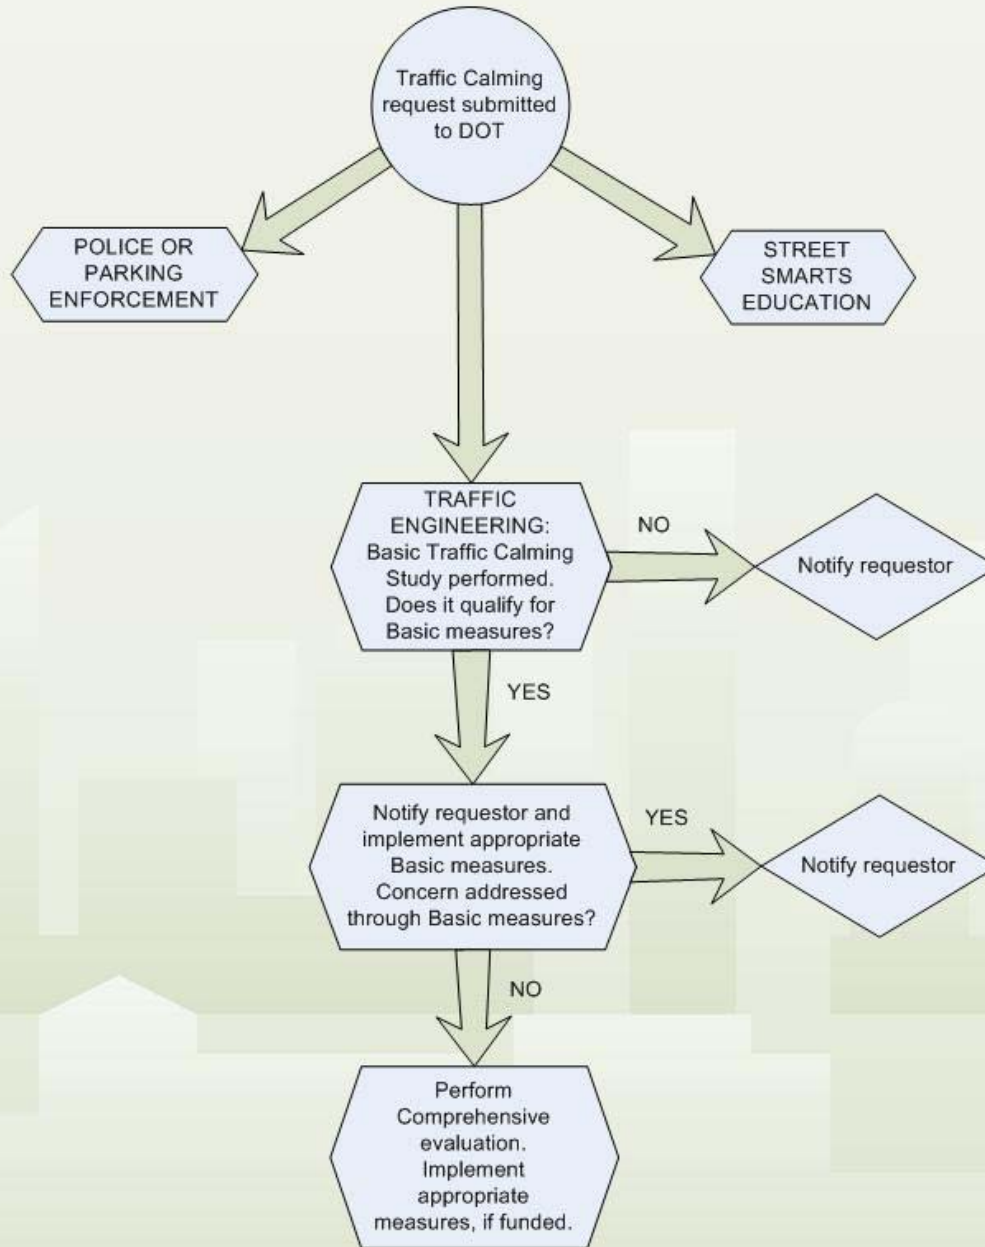 Traffic Calming
request submitted
to DOT
POLICE OR
PARKING
ENFORCEMENT
STREET
SMARTS
EDUCATION
TRAFFIC
ENGINEERING:
Basic Traffic Calming
Study performed.
Does it qualify for
Basic measures?
NO
Notify requestor
YES
Notify requestor and
implement appropriate
Basic measures.
Concern addressed
through Basic measures?
YES
Notify requestor
NO
Perform
Comprehensive
evaluation.
Implement
appropriate
measures, if funded.